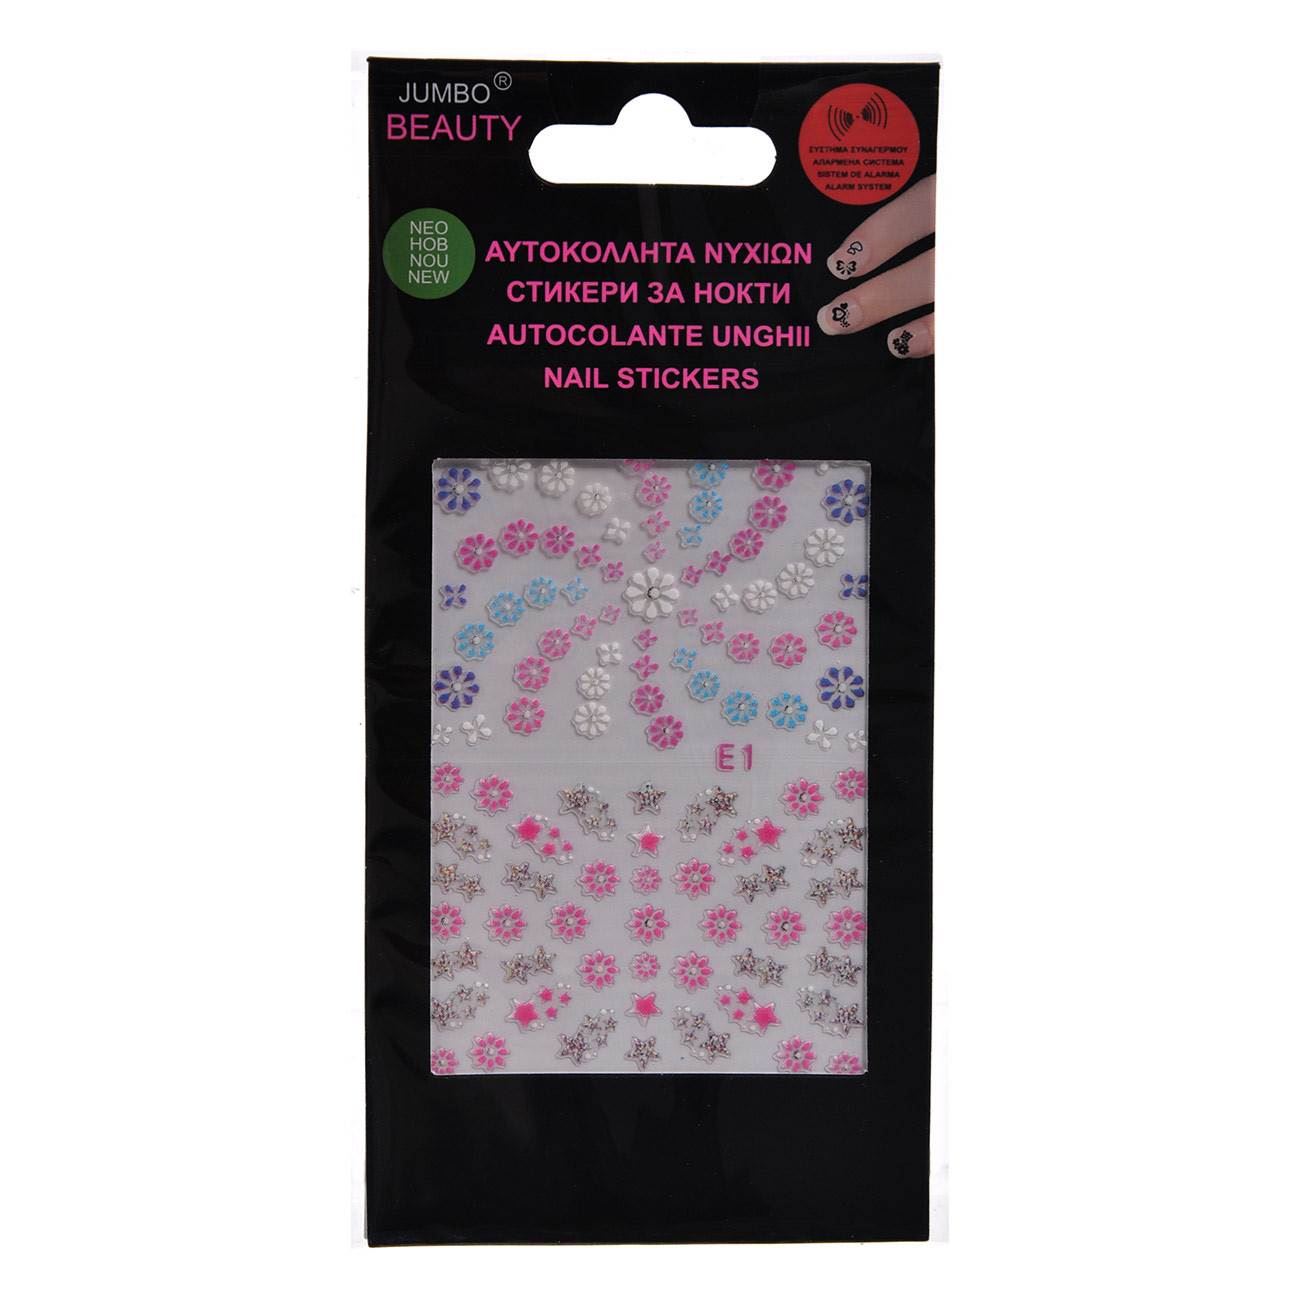 JUMBO®
BEAUTY
ΣΥΣΤΗΜΑ ΣΥΝΑΓΕΡΜΟΥ
АЛАРМЕНА СИСТЕМА
SISTEM DE ALARMA
ALARM SYSTEM
ΝΕΟ
НОВ
NOU
NEW
ΑΥΤΟΚΟΛΛΗΤΑ ΝΥΧΙΩΝ
СТИКЕРИ ЗА НОКТИ
AUTOCOLANTE UNGHII
NAIL STICKERS
E1